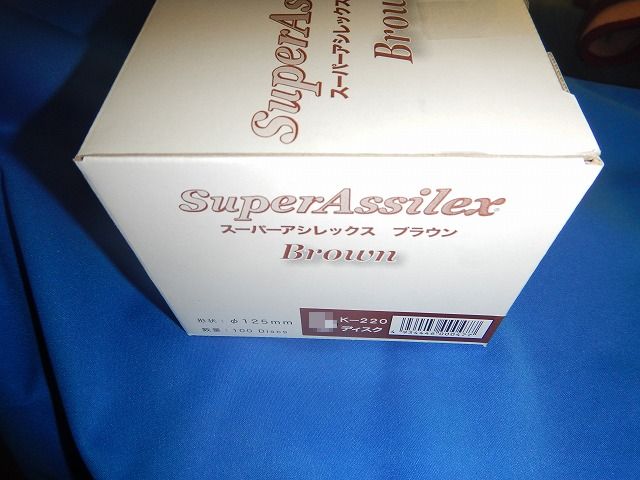 SuperA
スーパーアシレックス
Brown
SuperAssilex®
スーパーアシレックス ブラウン
Brown
形状：φ125mm
数量：100 Discs
K-220
ディスク